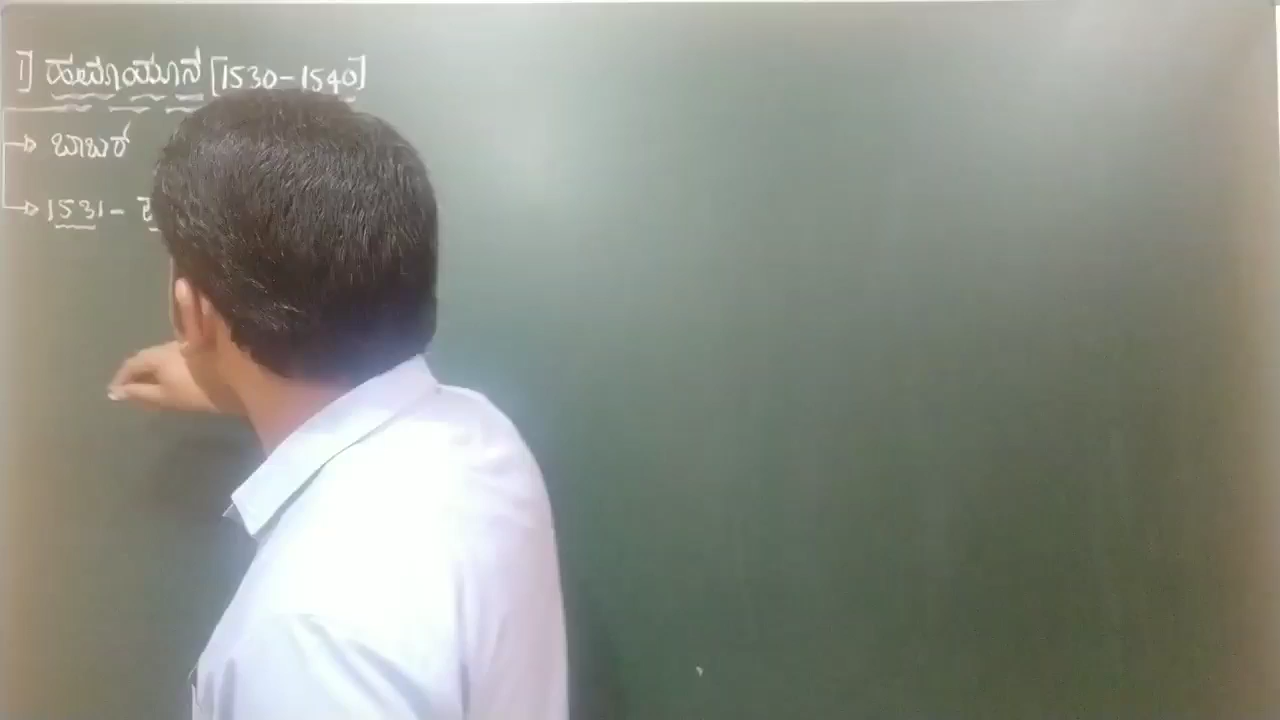 1] ಹುಮಾಯೂನ [1530-1540]
→ ಬಾಬರ್
→ 1531-